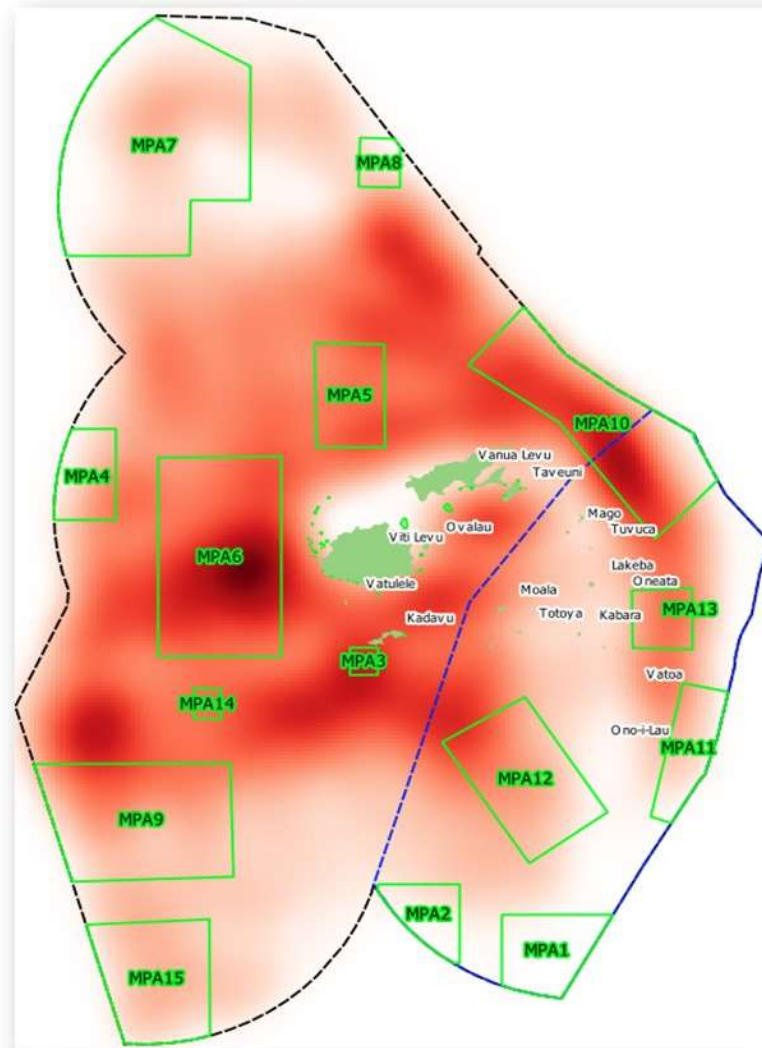 MPA7
MPA8
MPA5
MPA10
Vanua Levu
Taveuni
MPA4
Mago
Tuvuca
Ovalau
Viti Levu
MPA6
Lakeba
Oneata
Vatulele
Moala
Totoya
Kabara
MPA13
Kadavu
MPA3
Vatoa
MPA14
Ono-i-Lau
MPA11
MPA12
MPA9
MPA2
MPA1
MPA15